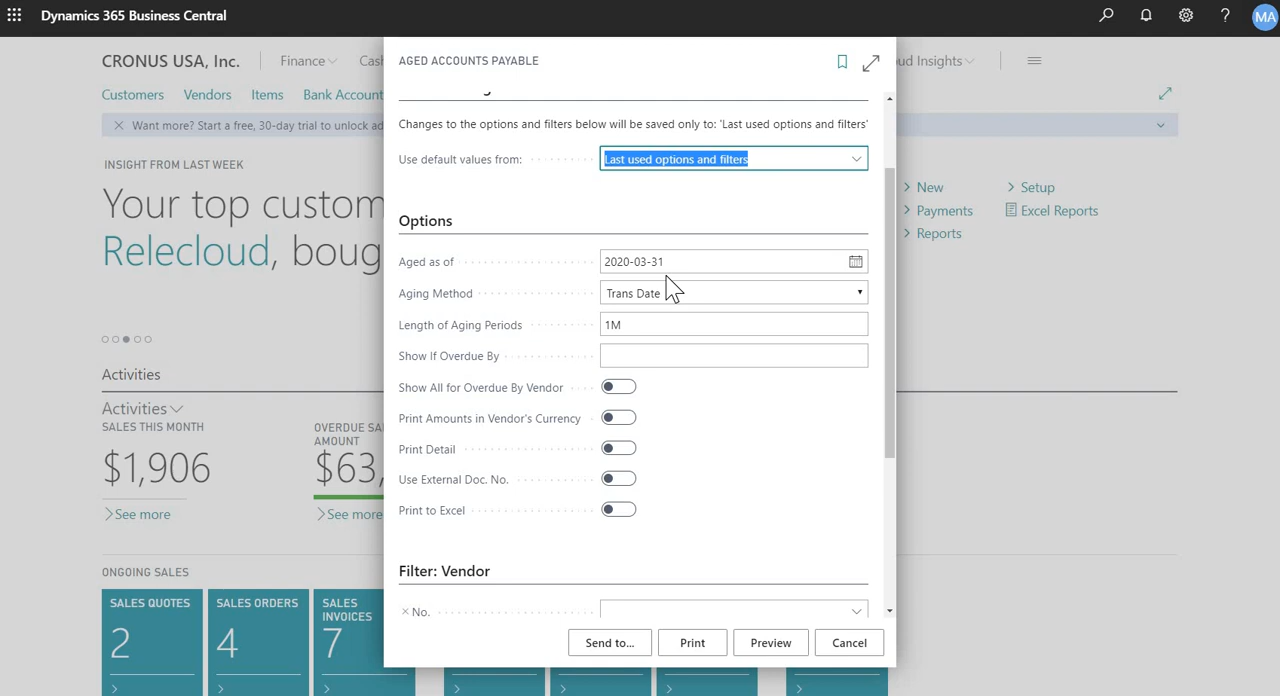 Dynamics 365 Business Central
MA
CRONUS USA, Inc.
Finance
Cash
ud Insights
Customers
Vendors
Items
Bank Account
Want more? Start a free, 30-day trial to unlock ad
INSIGHT FROM LAST WEEK
Your top custom
Relecloud, boug
New
Payments
Reports
Setup
Excel Reports
Activities
Activities
SALES THIS MONTH
$1,906
See more
OVERDUE SA
AMOUNT
$63,
See more
ONGOING SALES
SALES QUOTES
2
SALES ORDERS
4
SALES
INVOICES
7
AGED ACCOUNTS PAYABLE
Changes to the options and filters below will be saved only to: 'Last used options and filters'
Use default values from:
Last used options and filters
Options
Aged as of
2020-03-31
Aging Method
Trans Date
Length of Aging Periods
1M
Show If Overdue By
Show All for Overdue By Vendor
Print Amounts in Vendor's Currency
Print Detail
Use External Doc. No.
Print to Excel
Filter: Vendor
× No.
Send to...
Print
Preview
Cancel